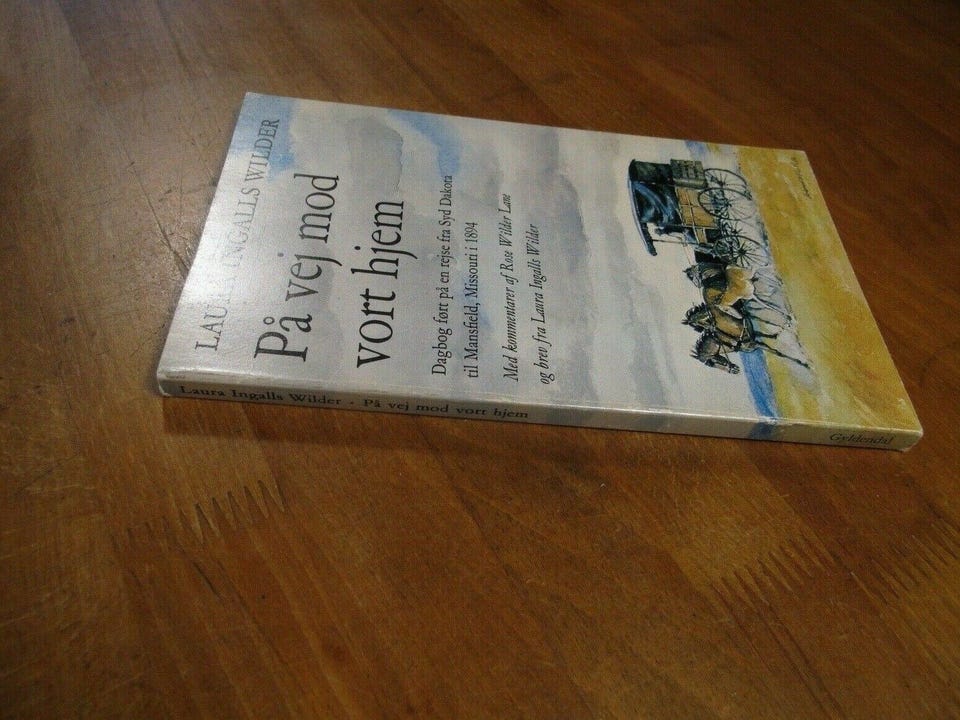 LAURA INGALLS WILDER
På vej mod
vort hjem
Dagbog ført på en rejse fra Syd Dakota
til Mansfield, Missouri i 1894
Med kommentarer af Rose Wilder Lane
og brev fra Laura Ingalls Wilder
Laura Ingalls Wilder · På vej mod vort hjem
Gyldendal